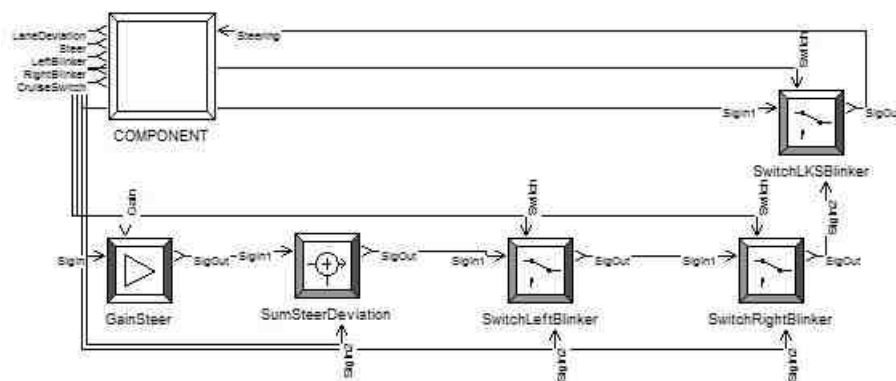 LaneDeviation
Steer
LeftBlinker
RightBlinker
CruiseSwitch
Steering
COMPONENT
Switch
SigIn1
SigOut
SwitchLKSBlinker
Gain
Switch
Switch
SigIn2
SigIn
SigOut
SigIn1
SigOut
SigIn1
SigOut
SigIn1
SigOut
GainSteer
SumSteerDeviation
SwitchLeftBlinker
SwitchRightBlinker
SigIn2
SigIn2
SigIn2